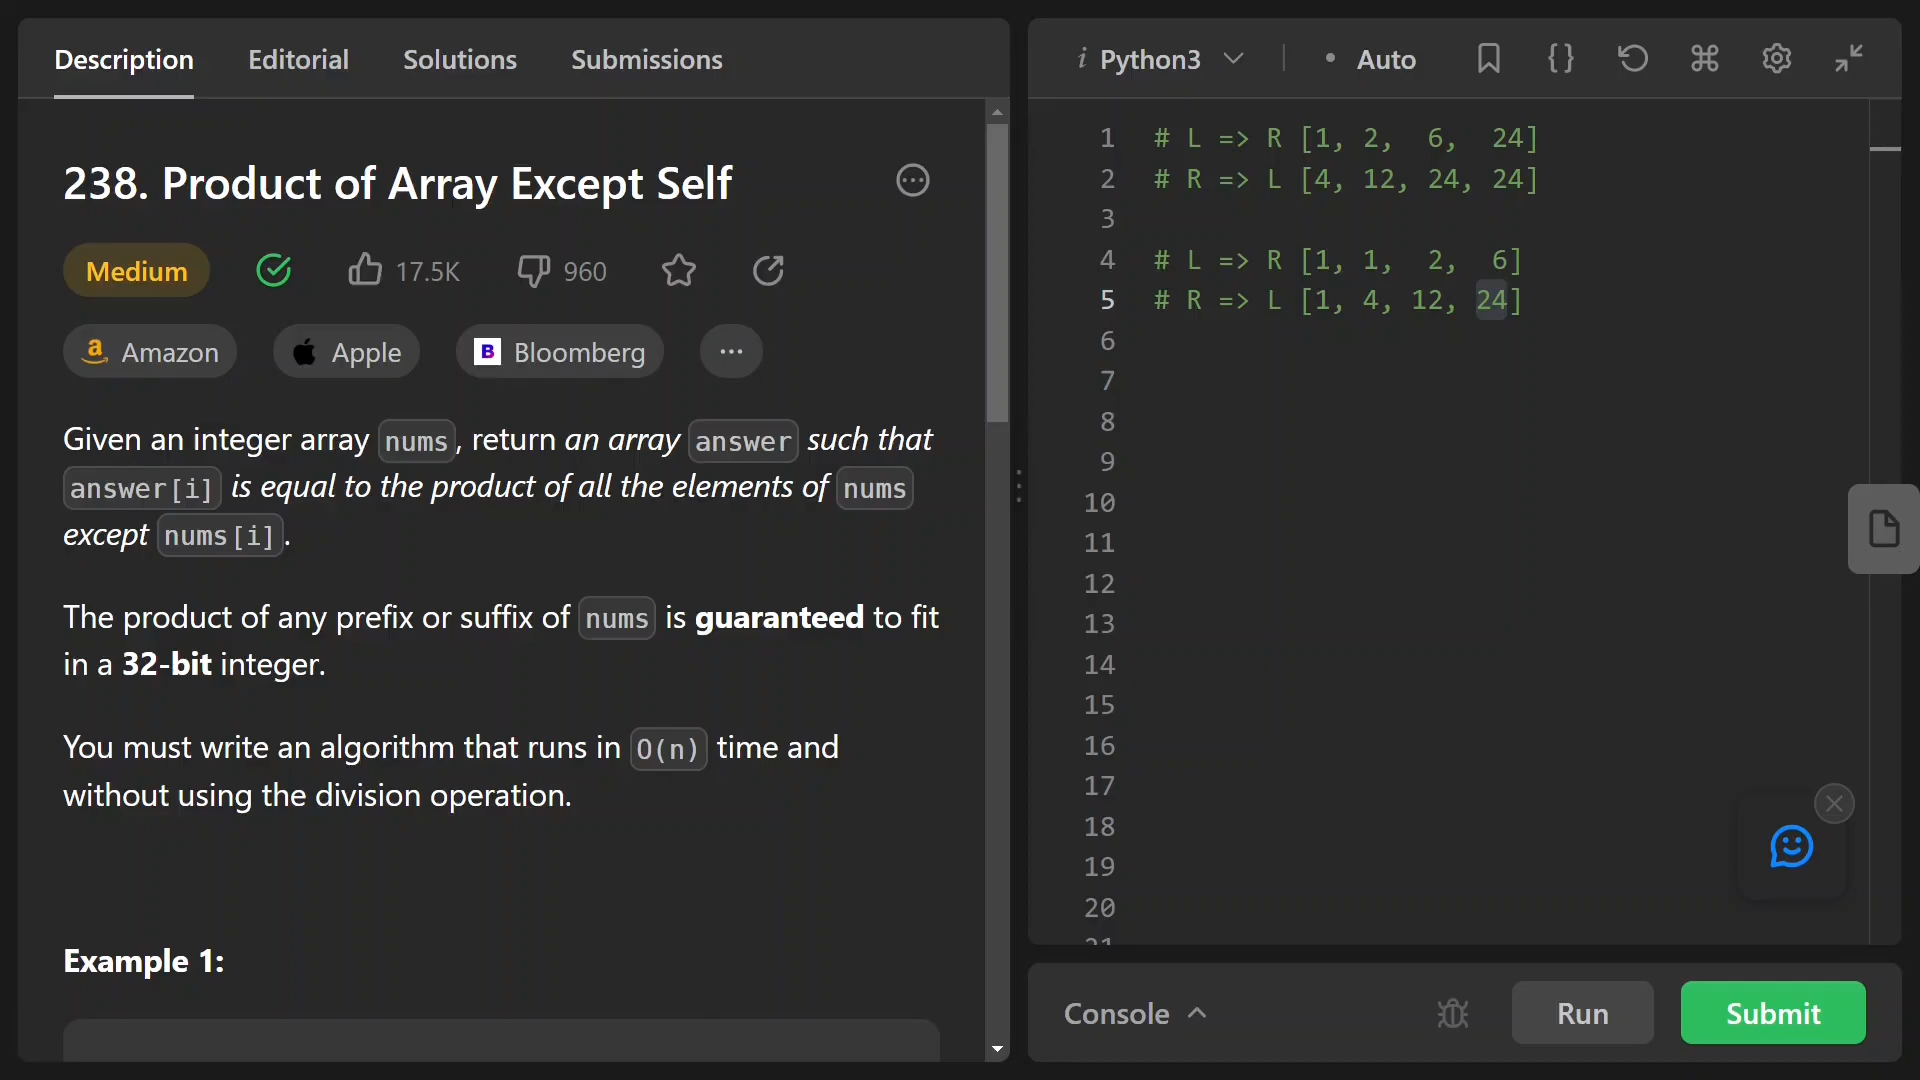 Description Editorial Solutions Submissions
238. Product of Array Except Self
Medium 17.5K 960
Amazon Apple Bloomberg
Given an integer array nums, return an array answer such that
answer[i] is equal to the product of all the elements of nums
except nums[i].
The product of any prefix or suffix of nums is guaranteed to fit
in a 32-bit integer.
You must write an algorithm that runs in O(n) time and
without using the division operation.
Example 1:
i Python3 • Auto
1 # L => R [1, 2,  6,  24]
2 # R => L [4, 12, 24, 24]
3
4 # L => R [1, 1,  2,  6]
5 # R => L [1, 4, 12, 24]
6
7
8
9
10
11
12
13
14
15
16
17
18
19
20
21
Console Run Submit